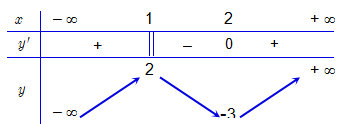 x − ∞ 1 2 + ∞
y′ + || − 0 +
2 + ∞
y
− ∞ -3